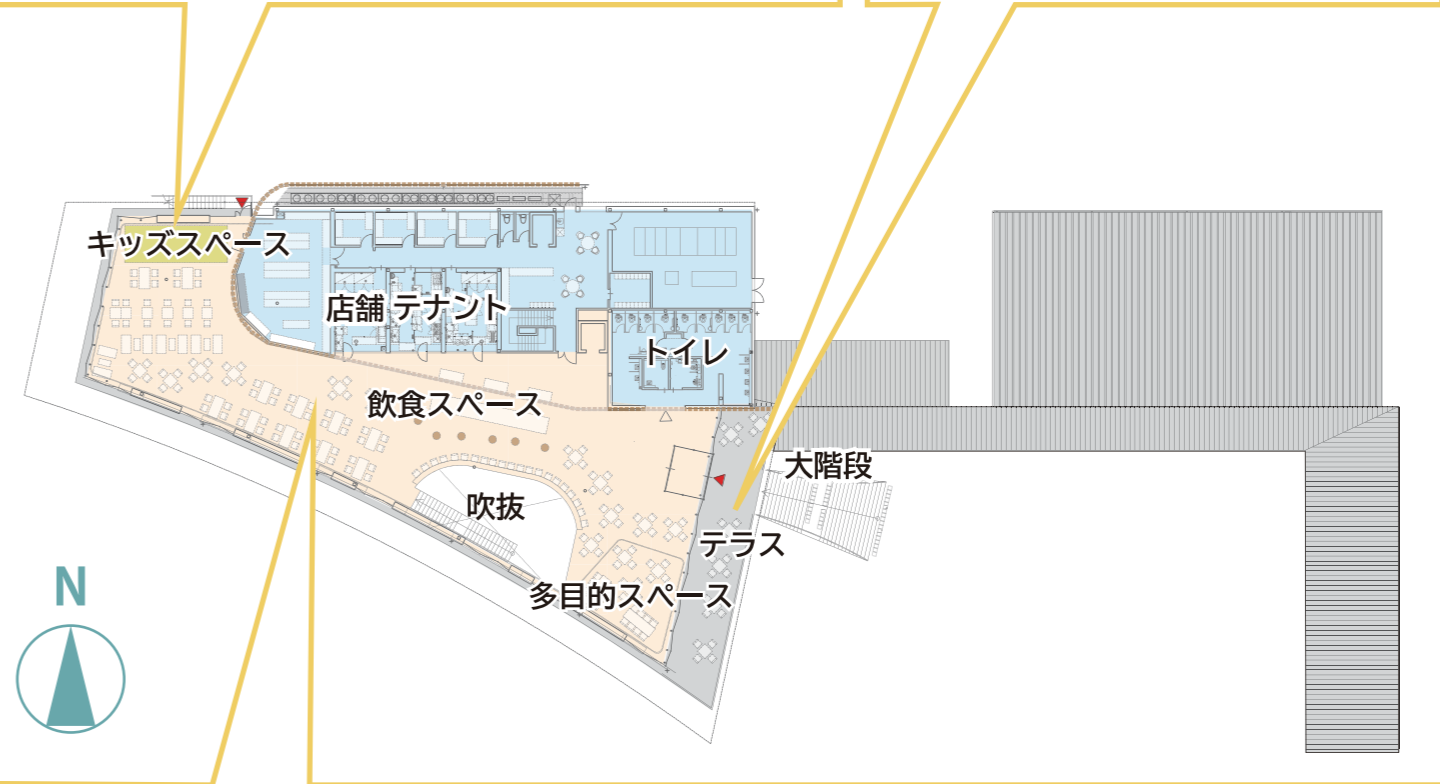 キッズスペース
店舗 テナント
トイレ
飲食スペース
大階段
吹抜
テラス
多目的スペース
N